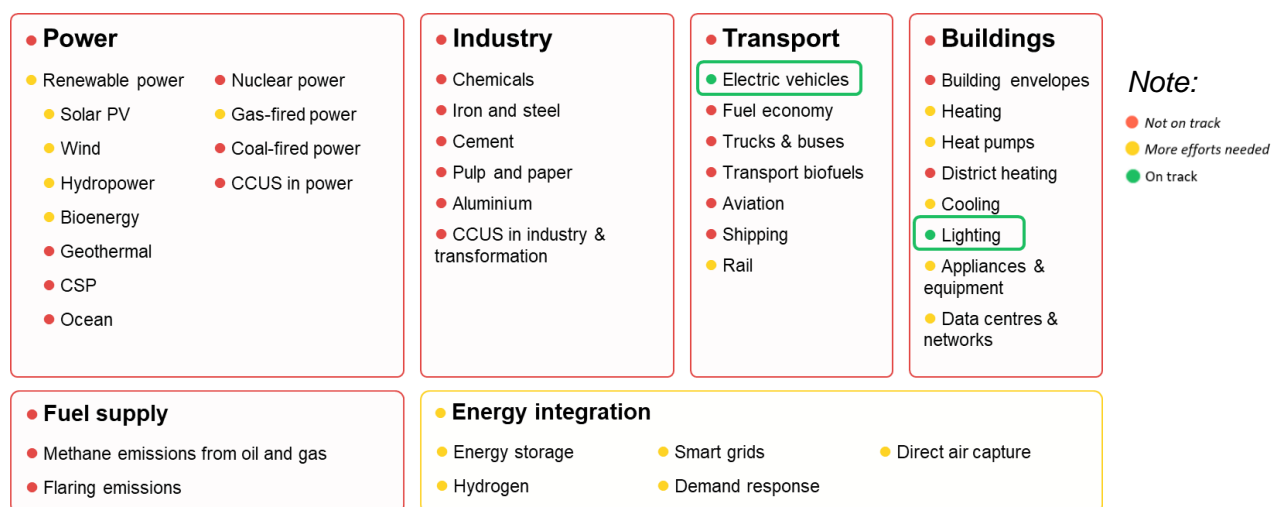 Power
Renewable power
Solar PV
Wind
Hydropower
Bioenergy
Geothermal
CSP
Ocean
Nuclear power
Gas-fired power
Coal-fired power
CCUS in power
Industry
Chemicals
Iron and steel
Cement
Pulp and paper
Aluminium
CCUS in industry &
transformation
Transport
Electric vehicles
Fuel economy
Trucks & buses
Transport biofuels
Aviation
Shipping
Rail
Buildings
Building envelopes
Heating
Heat pumps
District heating
Cooling
Lighting
Appliances &
equipment
Data centres &
networks
Note:
Not on track
More efforts needed
On track
Fuel supply
Methane emissions from oil and gas
Flaring emissions
Energy integration
Energy storage
Hydrogen
Smart grids
Demand response
Direct air capture